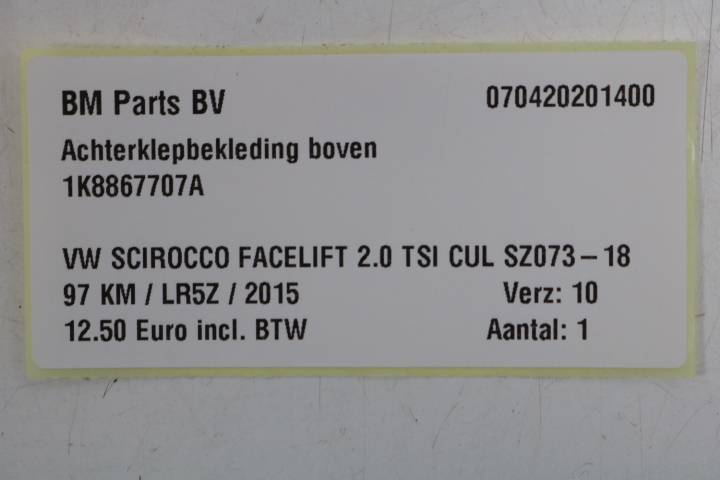 BM Parts BV 070420201400
Achterklepbekleding boven
1K8867707A
VW SCIROCCO FACELIFT 2.0 TSI CUL SZ073-18
97 KM / LR5Z / 2015 Verz: 10
12.50 Euro incl. BTW Aantal: 1